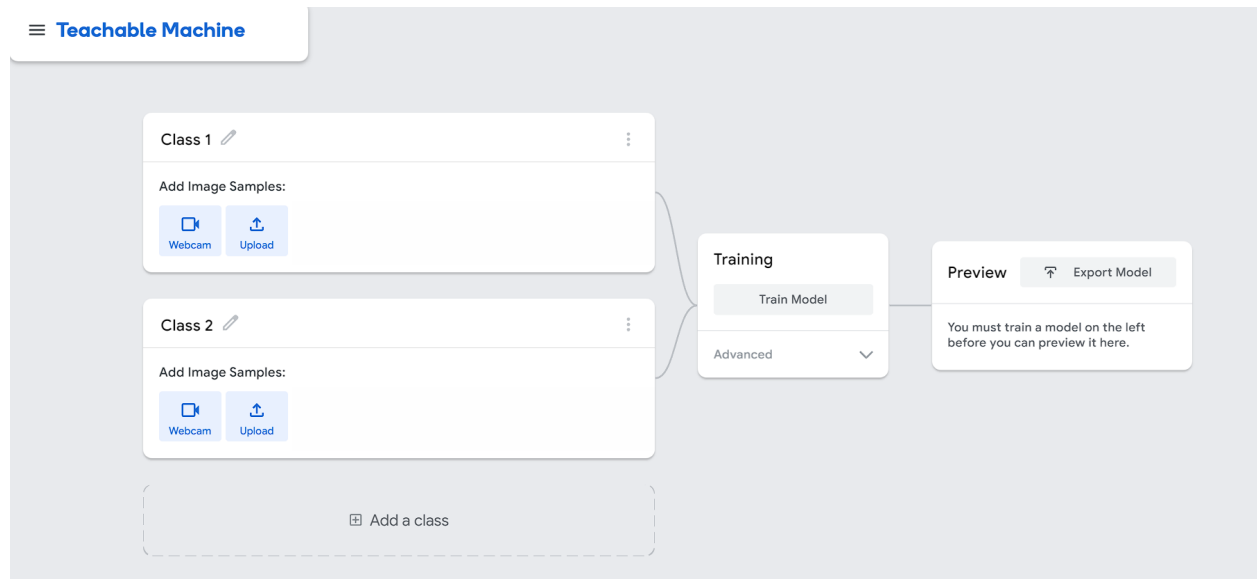 Teachable Machine
Class 1
Add Image Samples:
Webcam
Upload
Class 2
Add Image Samples:
Webcam
Upload
Add a class
Training
Train Model
Advanced
Preview
Export Model
You must train a model on the left
before you can preview it here.